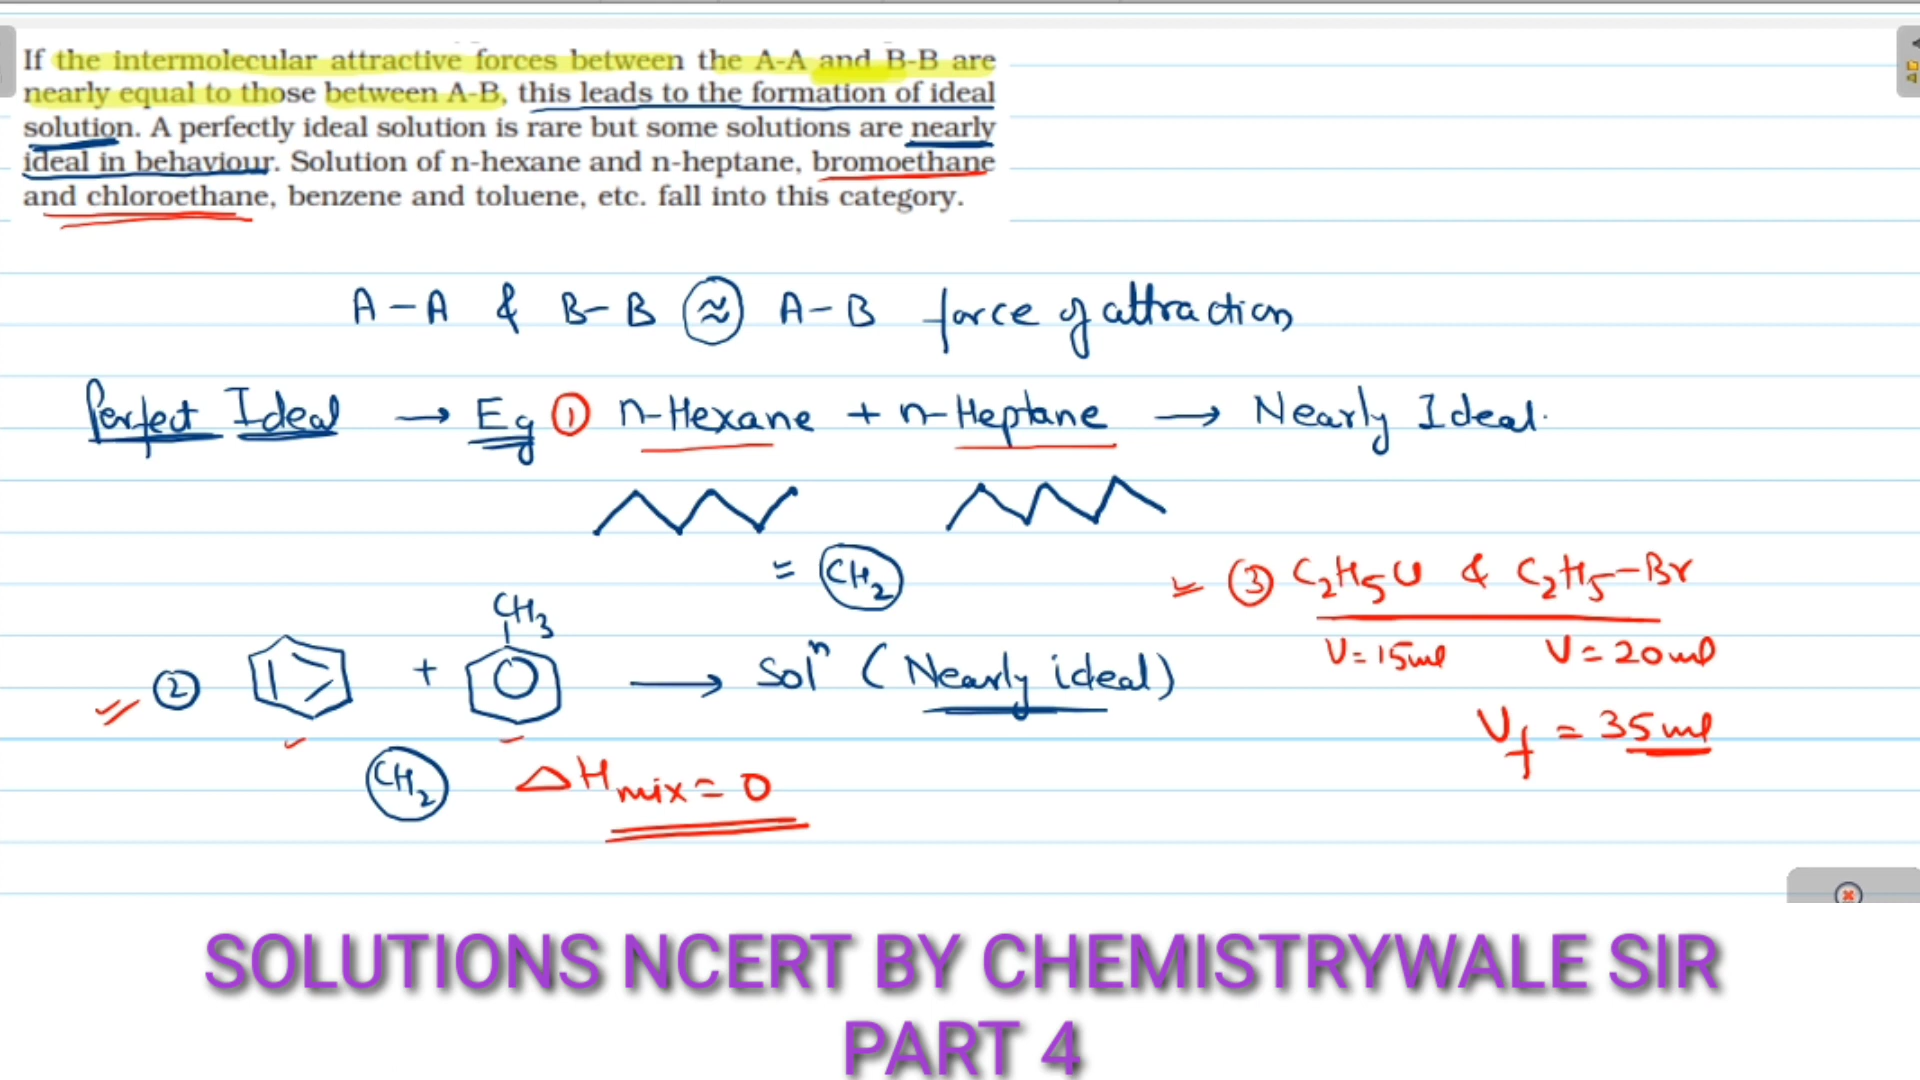 If the intermolecular attractive forces between the A-A and B-B are
nearly equal to those between A-B, this leads to the formation of ideal
solution. A perfectly ideal solution is rare but some solutions are nearly
ideal in behaviour. Solution of n-hexane and n-heptane, bromoethane
and chloroethane, benzene and toluene, etc. fall into this category.
A-A & B-B ≈ A-B force of attraction
Perfect Ideal → Eg ① n-Hexane + n-Heptane → Nearly Ideal.
= CH₂
③ C₂H₅Cl & C₂H₅-Br
V=15ml V=20ml
CH₃
② + → Solⁿ (Nearly ideal)
V_f = 35ml
CH₂ ΔHmix = 0
SOLUTIONS NCERT BY CHEMISTRYWALE SIR
PART 4